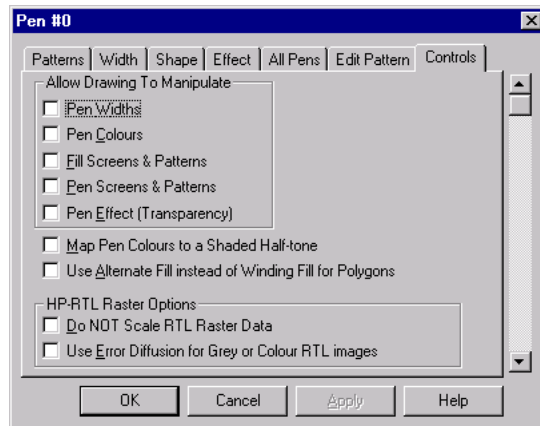 Pen #0
Patterns Width Shape Effect All Pens Edit Pattern Controls
Allow Drawing To Manipulate
Pen Widths
Pen Colours
Fill Screens & Patterns
Pen Screens & Patterns
Pen Effect (Transparency)
Map Pen Colours to a Shaded Half-tone
Use Alternate Fill instead of Winding Fill for Polygons
HP-RTL Raster Options
Do NOT Scale RTL Raster Data
Use Error Diffusion for Grey or Colour RTL images
OK Cancel Apply Help